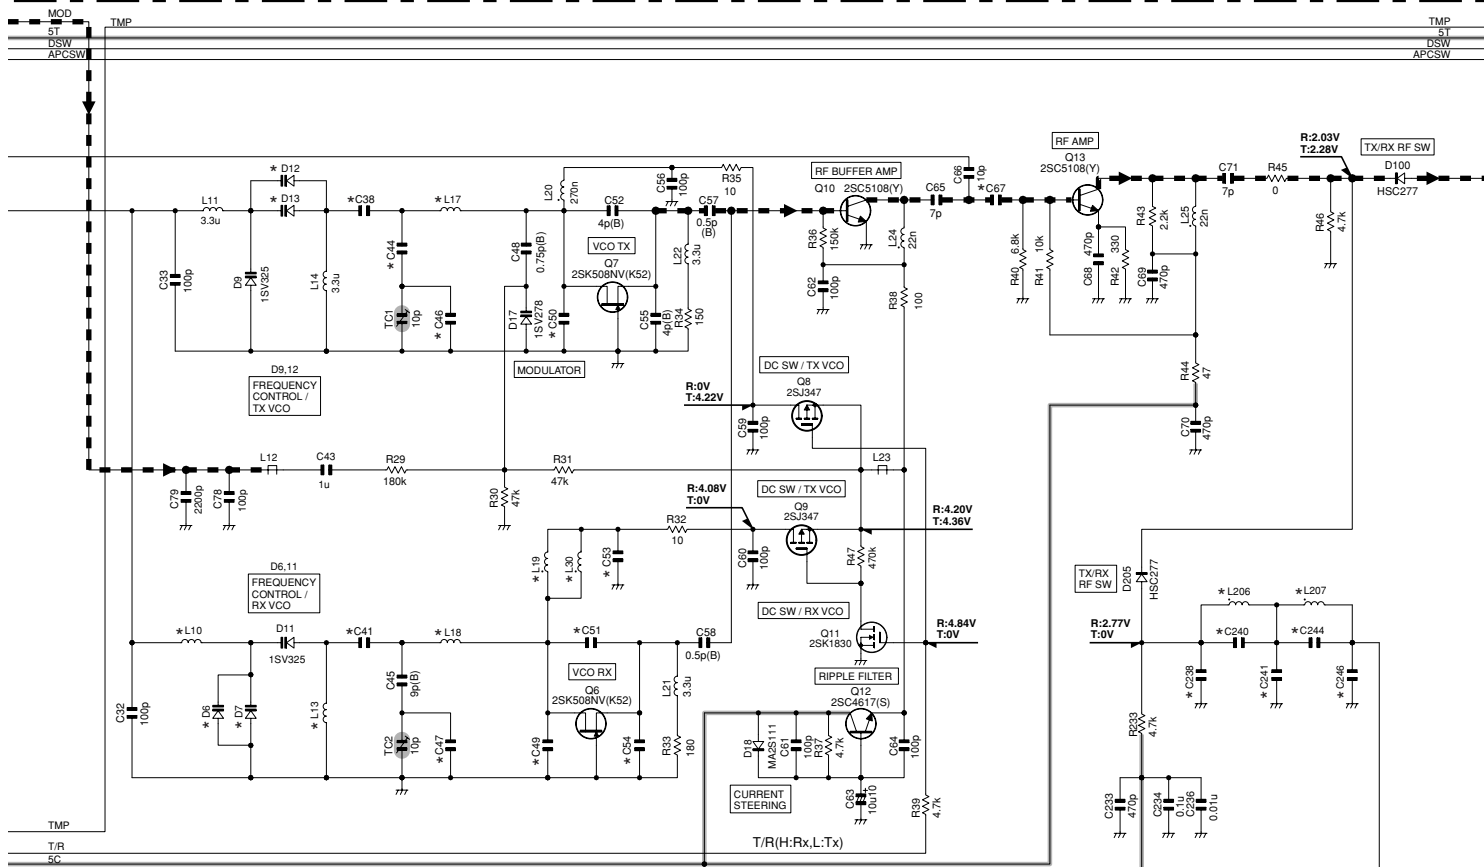 MOD
TMP
5T
DSW
APCSW
TMP
5T
DSW
APCSW
* D12
* D13
L11
3.3u
*C38
* L17
L20
270n
C56
100p
R35
10
C52
4p(B)
C57
0.5p
(B)
RF BUFFER AMP
Q10
2SC5108(Y)
C65
7p
C66
10p
*C67
RF AMP
Q13
2SC5108(Y)
C71
7p
R45
0
R:2.03V
T:2.28V
TX/RX RF SW
D100
HSC277
C33
100p
D9
1SV325
L14
3.3u
* C44
TC1
10p
* C46
C48
0.75p(B)
D17
1SV278
* C50
VCO TX
Q7
2SK508NV(K52)
C55
4p(B)
L22
3.3u
R34
150
R36
150k
C62
100p
L24
22n
R38
100
R40
6.8k
R41
10k
C68
470p
R42
330
R43
2.2k
C69
470p
L25
22n
R46
4.7k
R44
47
C70
470p
D9,12
FREQUENCY
CONTROL /
TX VCO
MODULATOR
DC SW / TX VCO
Q8
2SJ347
R:0V
T:4.22V
C59
100p
C79
2200p
C78
100p
L12
C43
1u
R29
180k
R30
47k
R31
47k
L23
R:4.08V
T:0V
DC SW / TX VCO
Q9
2SJ347
R:4.20V
T:4.36V
R32
10
C60
100p
R47
470k
* L19
* L30
* C53
D6,11
FREQUENCY
CONTROL /
RX VCO
DC SW / RX VCO
Q11
2SK1830
R:4.84V
T:0V
TX/RX
RF SW
D205
HSC277
R:2.77V
T:0V
*L206
*L207
* C240
* C244
* C238
* C241
* C246
R233
4.7k
C233
470p
C234
0.1u
C236
0.01u
*L10
D11
1SV325
*C41
*L18
*C51
C58
0.5p(B)
C32
100p
* D6
* D7
* L13
C45
9p(B)
TC2
10p
* C47
* C49
VCO RX
Q6
2SK508NV(K52)
* C54
L21
3.3u
R33
180
RIPPLE FILTER
Q12
2SC4617(S)
D18
MA2S111
C61
100p
R37
4.7k
C64
100p
CURRENT
STEERING
C63
+
10u10
R39
4.7k
TMP
T/R
5C
T/R(H:Rx,L:Tx)